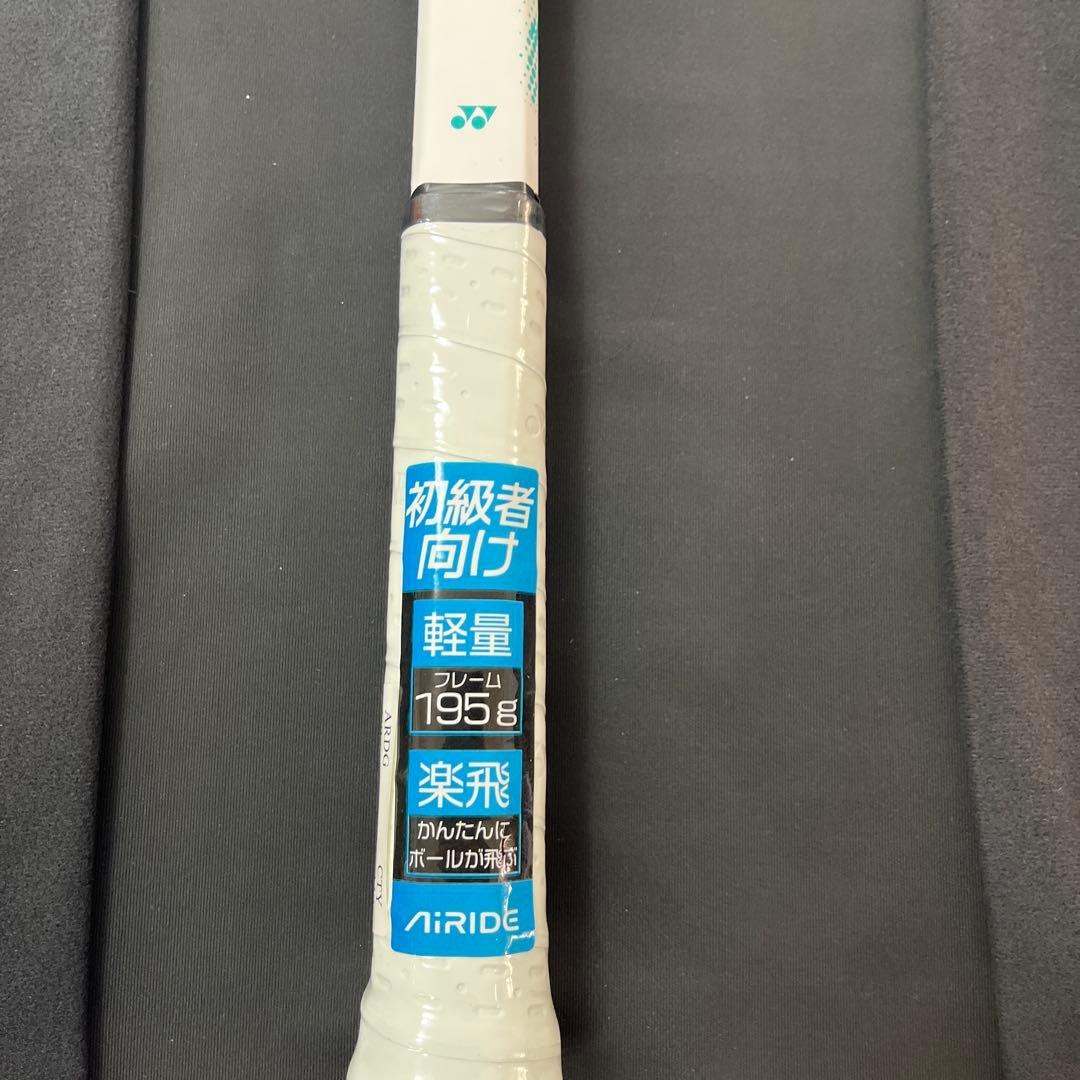 初級者
向け
軽量
フレーム
195g
楽飛
かんたんに
ボールが飛ぶ
AiRIDE
ARDG
CTY